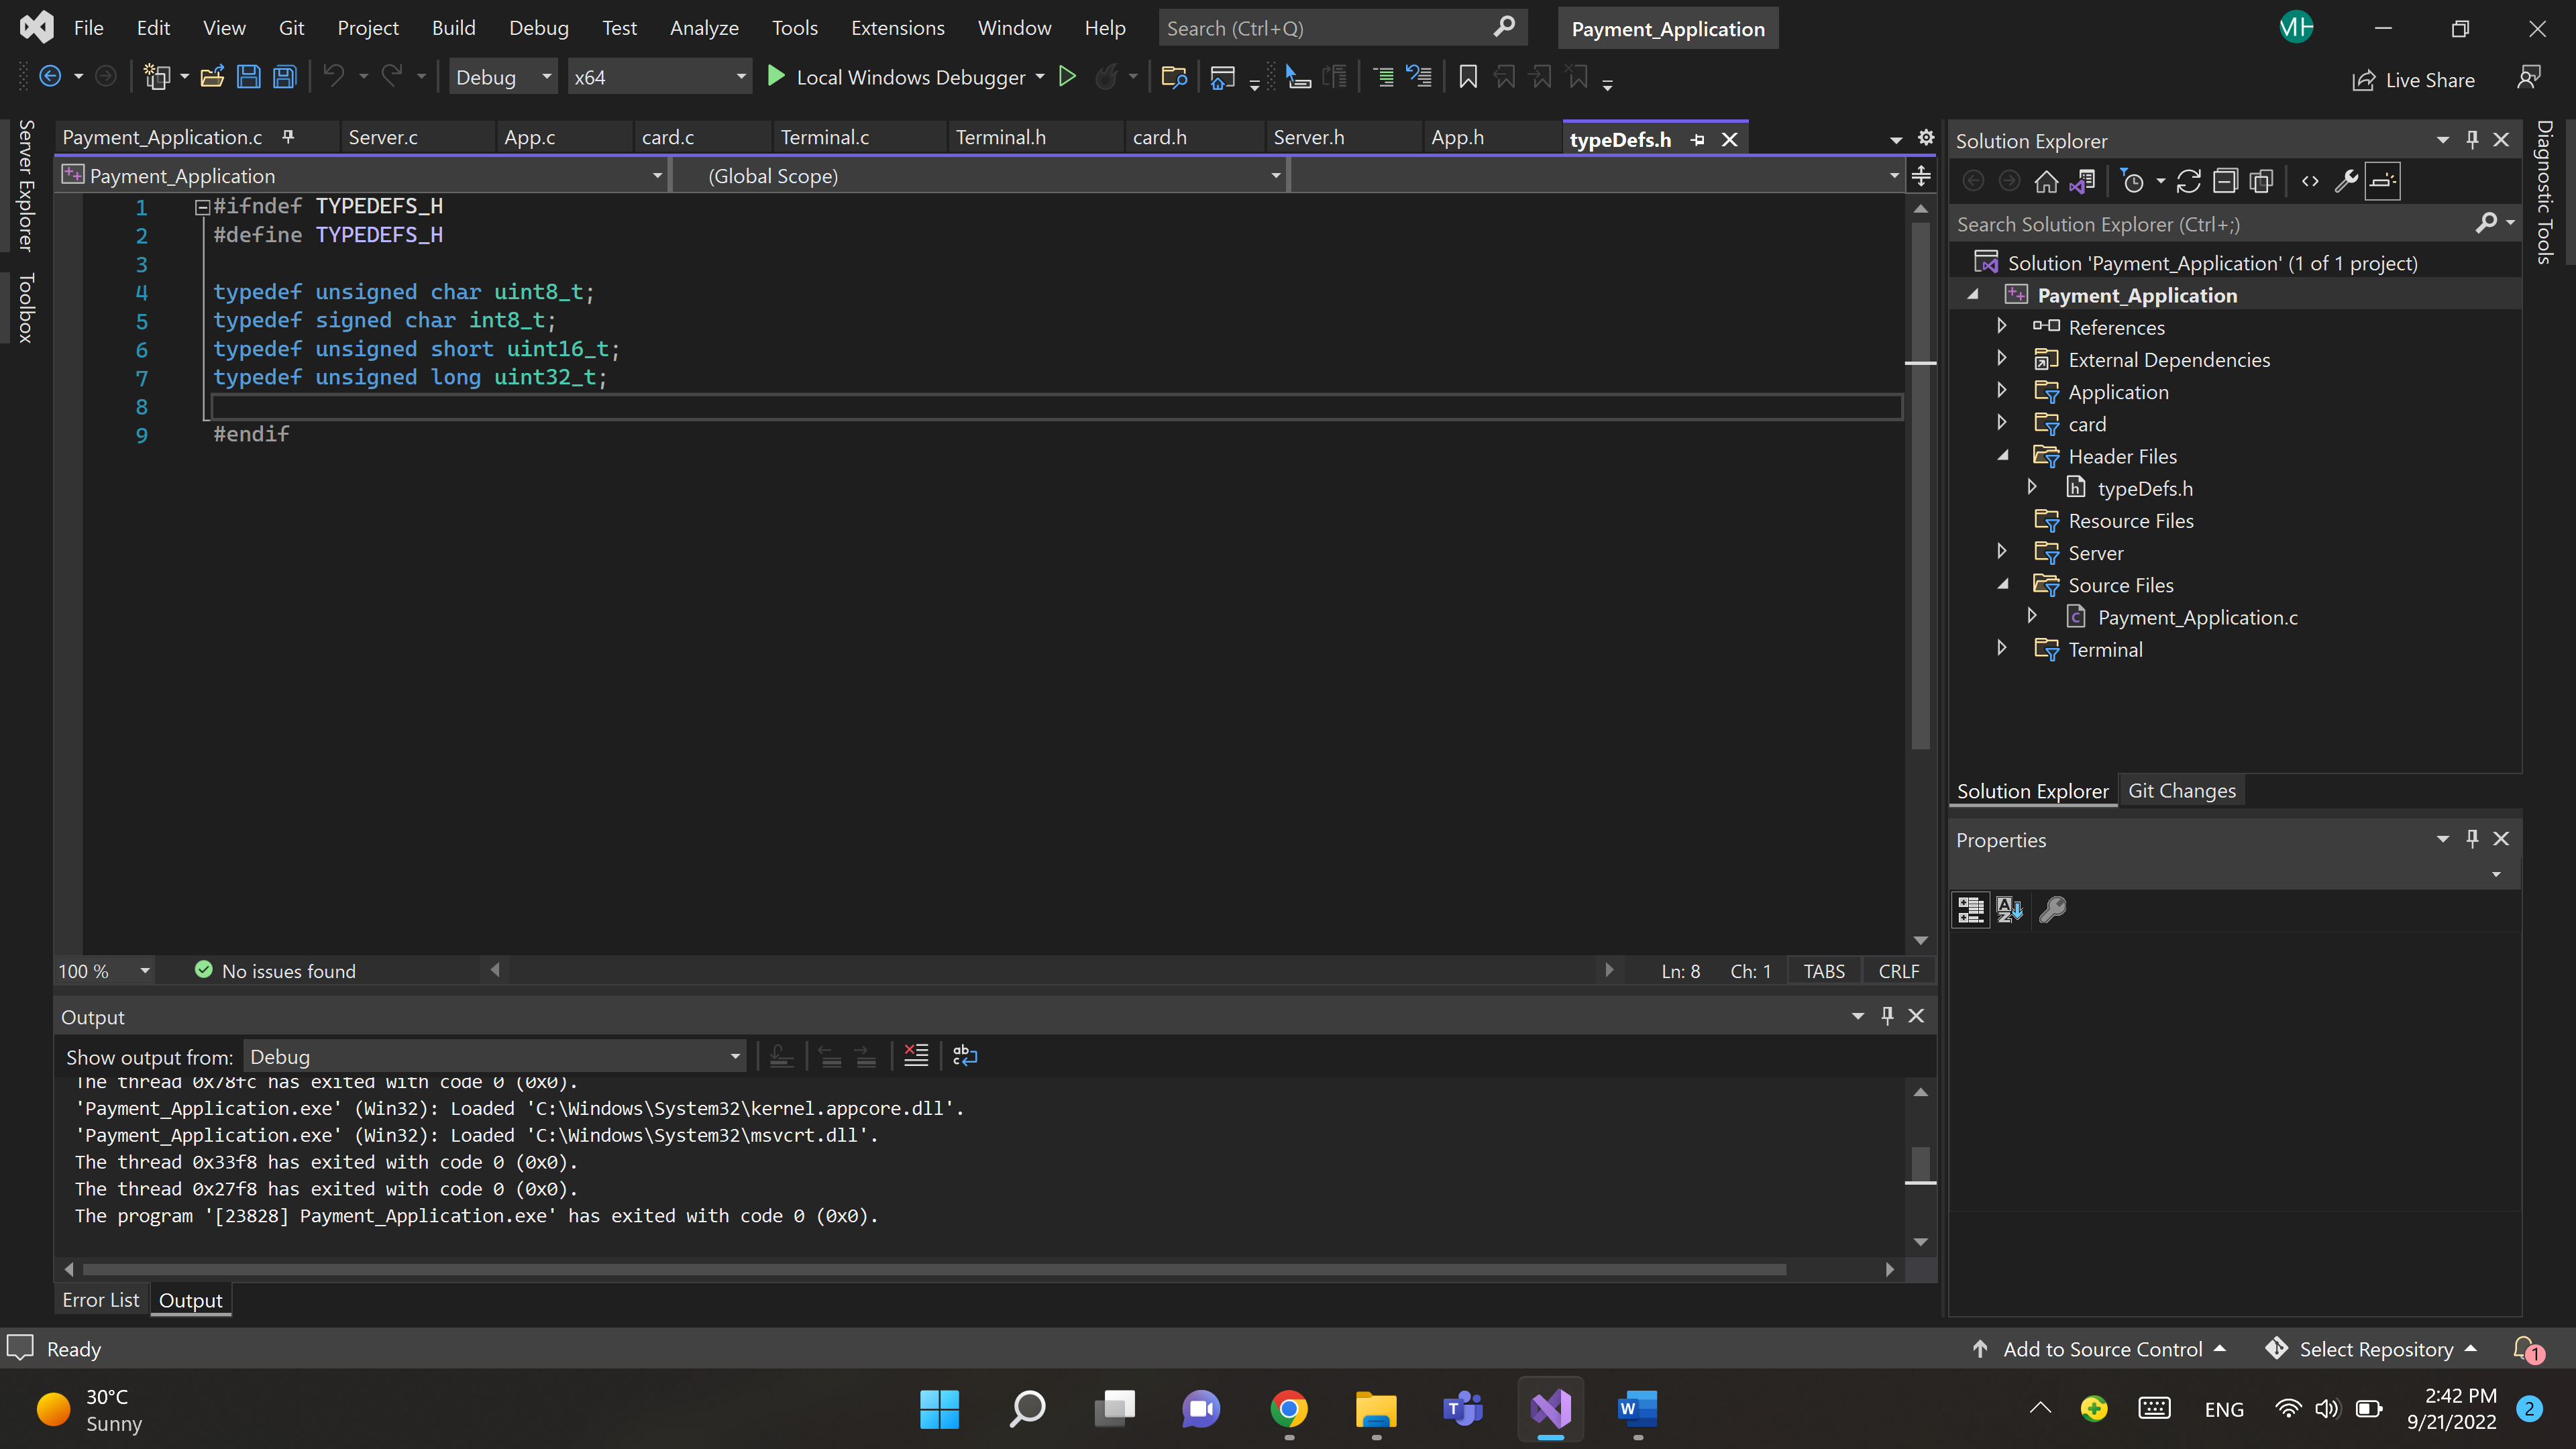 File Edit View Git Project Build Debug Test Analyze Tools Extensions Window Help Search (Ctrl+Q) Payment_Application MH
Debug x64 Local Windows Debugger Live Share
Server Explorer
Toolbox
Payment_Application.c Server.c App.c card.c Terminal.c Terminal.h card.h Server.h App.h typeDefs.h
Payment_Application (Global Scope)
1 #ifndef TYPEDEFS_H
2 #define TYPEDEFS_H
3
4 typedef unsigned char uint8_t;
5 typedef signed char int8_t;
6 typedef unsigned short uint16_t;
7 typedef unsigned long uint32_t;
8
9 #endif
100 % No issues found Ln: 8 Ch: 1 TABS CRLF
Output
Show output from: Debug
The thread 0x78fc has exited with code 0 (0x0).
'Payment_Application.exe' (Win32): Loaded 'C:\Windows\System32\kernel.appcore.dll'.
'Payment_Application.exe' (Win32): Loaded 'C:\Windows\System32\msvcrt.dll'.
The thread 0x33f8 has exited with code 0 (0x0).
The thread 0x27f8 has exited with code 0 (0x0).
The program '[23828] Payment_Application.exe' has exited with code 0 (0x0).
Error List Output
Solution Explorer
Search Solution Explorer (Ctrl+;)
Solution 'Payment_Application' (1 of 1 project)
Payment_Application
References
External Dependencies
Application
card
Header Files
typeDefs.h
Resource Files
Server
Source Files
Payment_Application.c
Terminal
Solution Explorer Git Changes
Properties
Diagnostic Tools
Ready Add to Source Control Select Repository 1
30°C
Sunny
ENG
2:42 PM
9/21/2022
2